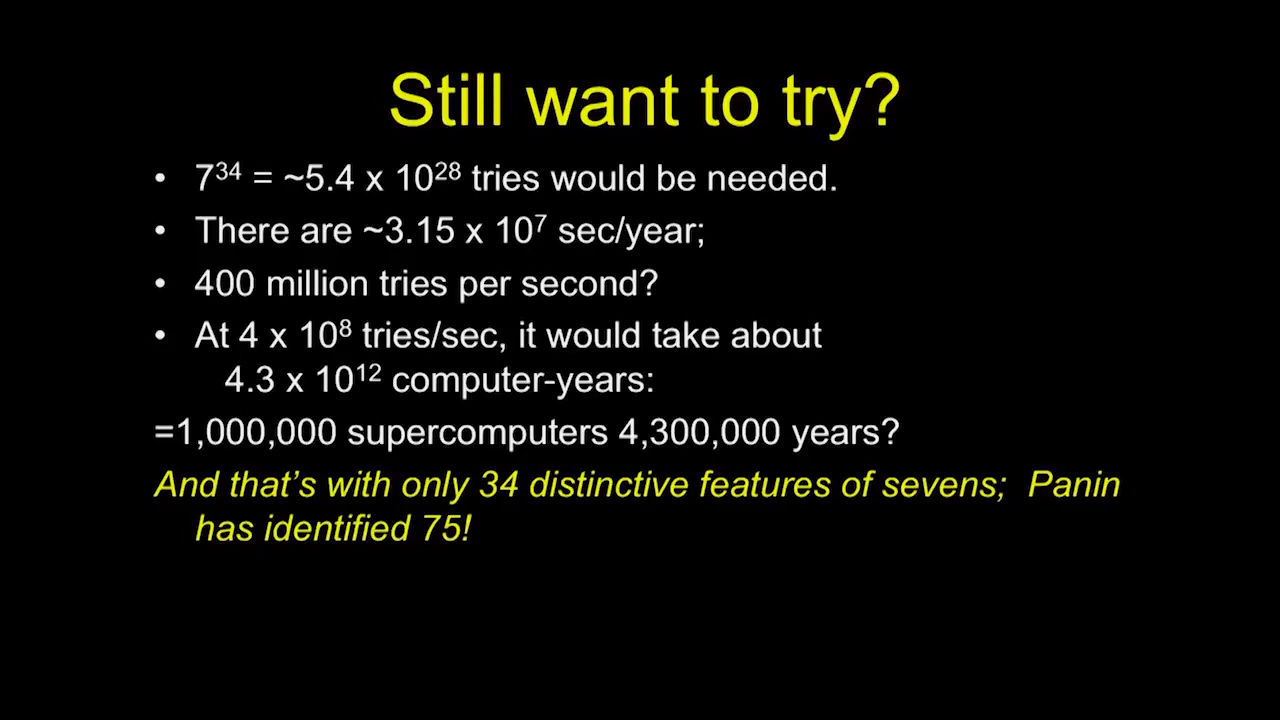 Still want to try?
• 7³⁴ = ~5.4 x 10²⁸ tries would be needed.
• There are ~3.15 x 10⁷ sec/year;
• 400 million tries per second?
• At 4 x 10⁸ tries/sec, it would take about
4.3 x 10¹² computer-years:
=1,000,000 supercomputers 4,300,000 years?
And that's with only 34 distinctive features of sevens; Panin
has identified 75!